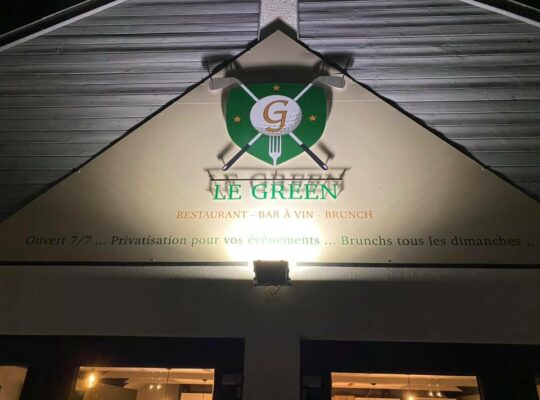 G
LE GREEN
RESTAURANT - BAR À VIN - BRUNCH
Ouvert 7/7 ... Privatisation pour vos évènements ... Brunchs tous les dimanches ...